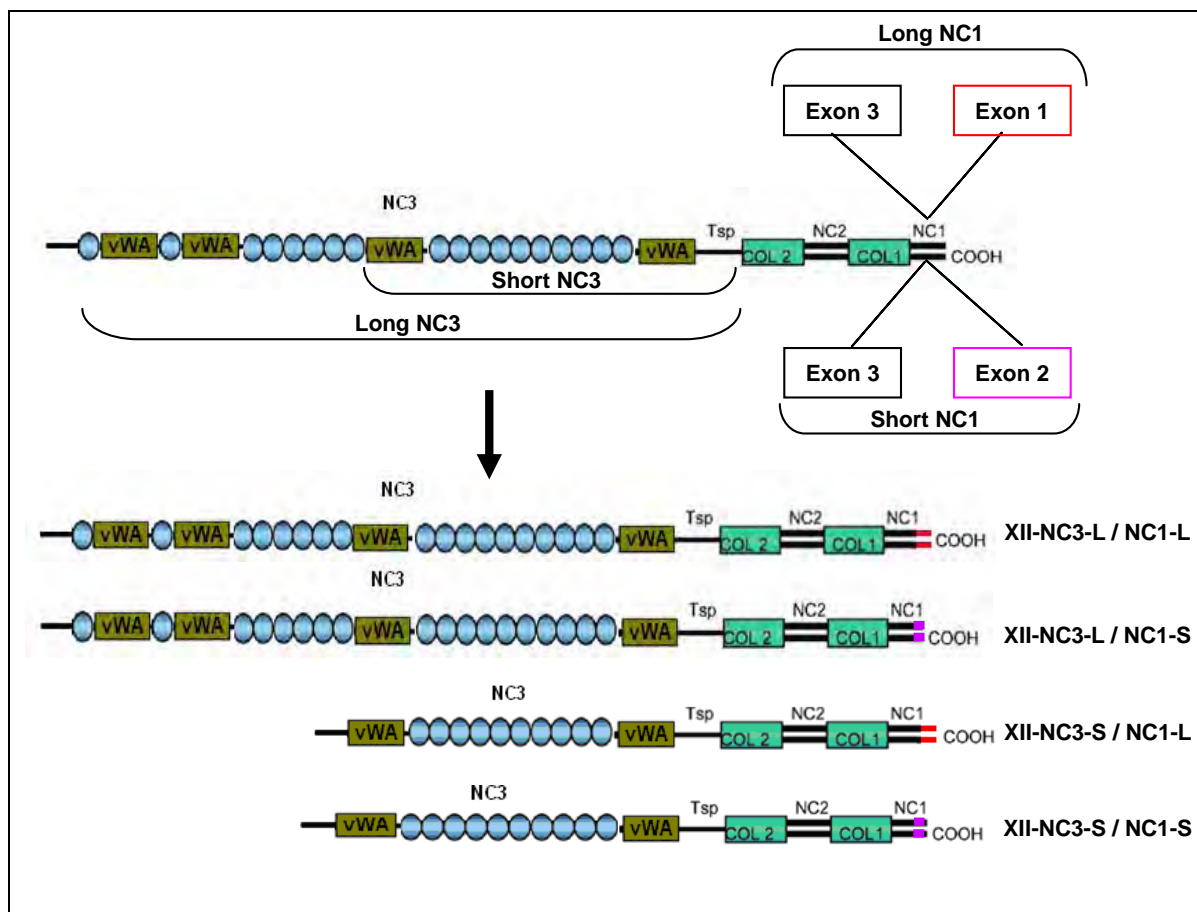 Long NC1
Exon 3 Exon 1
NC3
vWA vWA vWA vWA Tsp COL 2 NC2 COL1 NC1 COOH
Short NC3
Long NC3
Exon 3 Exon 2
Short NC1
NC3
vWA vWA vWA vWA Tsp COL 2 NC2 COL1 NC1 COOH XII-NC3-L / NC1-L
NC3
vWA vWA vWA vWA Tsp COL 2 NC2 COL1 NC1 COOH XII-NC3-L / NC1-S
NC3
vWA vWA Tsp COL 2 NC2 COL1 NC1 COOH XII-NC3-S / NC1-L
NC3
vWA vWA Tsp COL 2 NC2 COL1 NC1 COOH XII-NC3-S / NC1-S